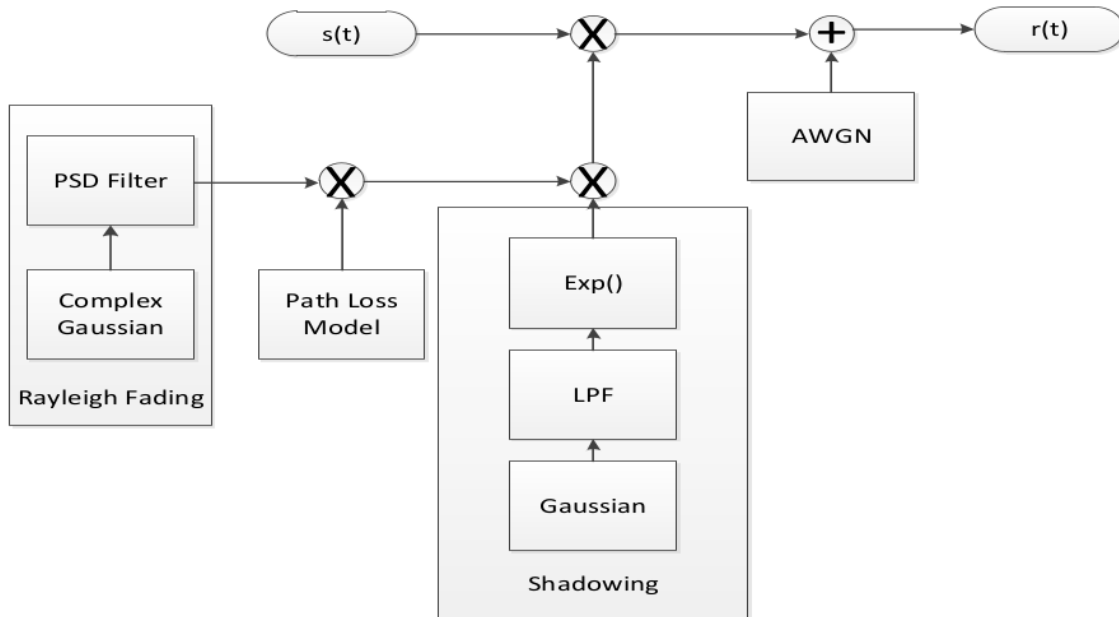 s(t)
X
+
r(t)
AWGN
PSD Filter
X
X
Complex
Gaussian
Rayleigh Fading
Path Loss
Model
Exp()
LPF
Gaussian
Shadowing